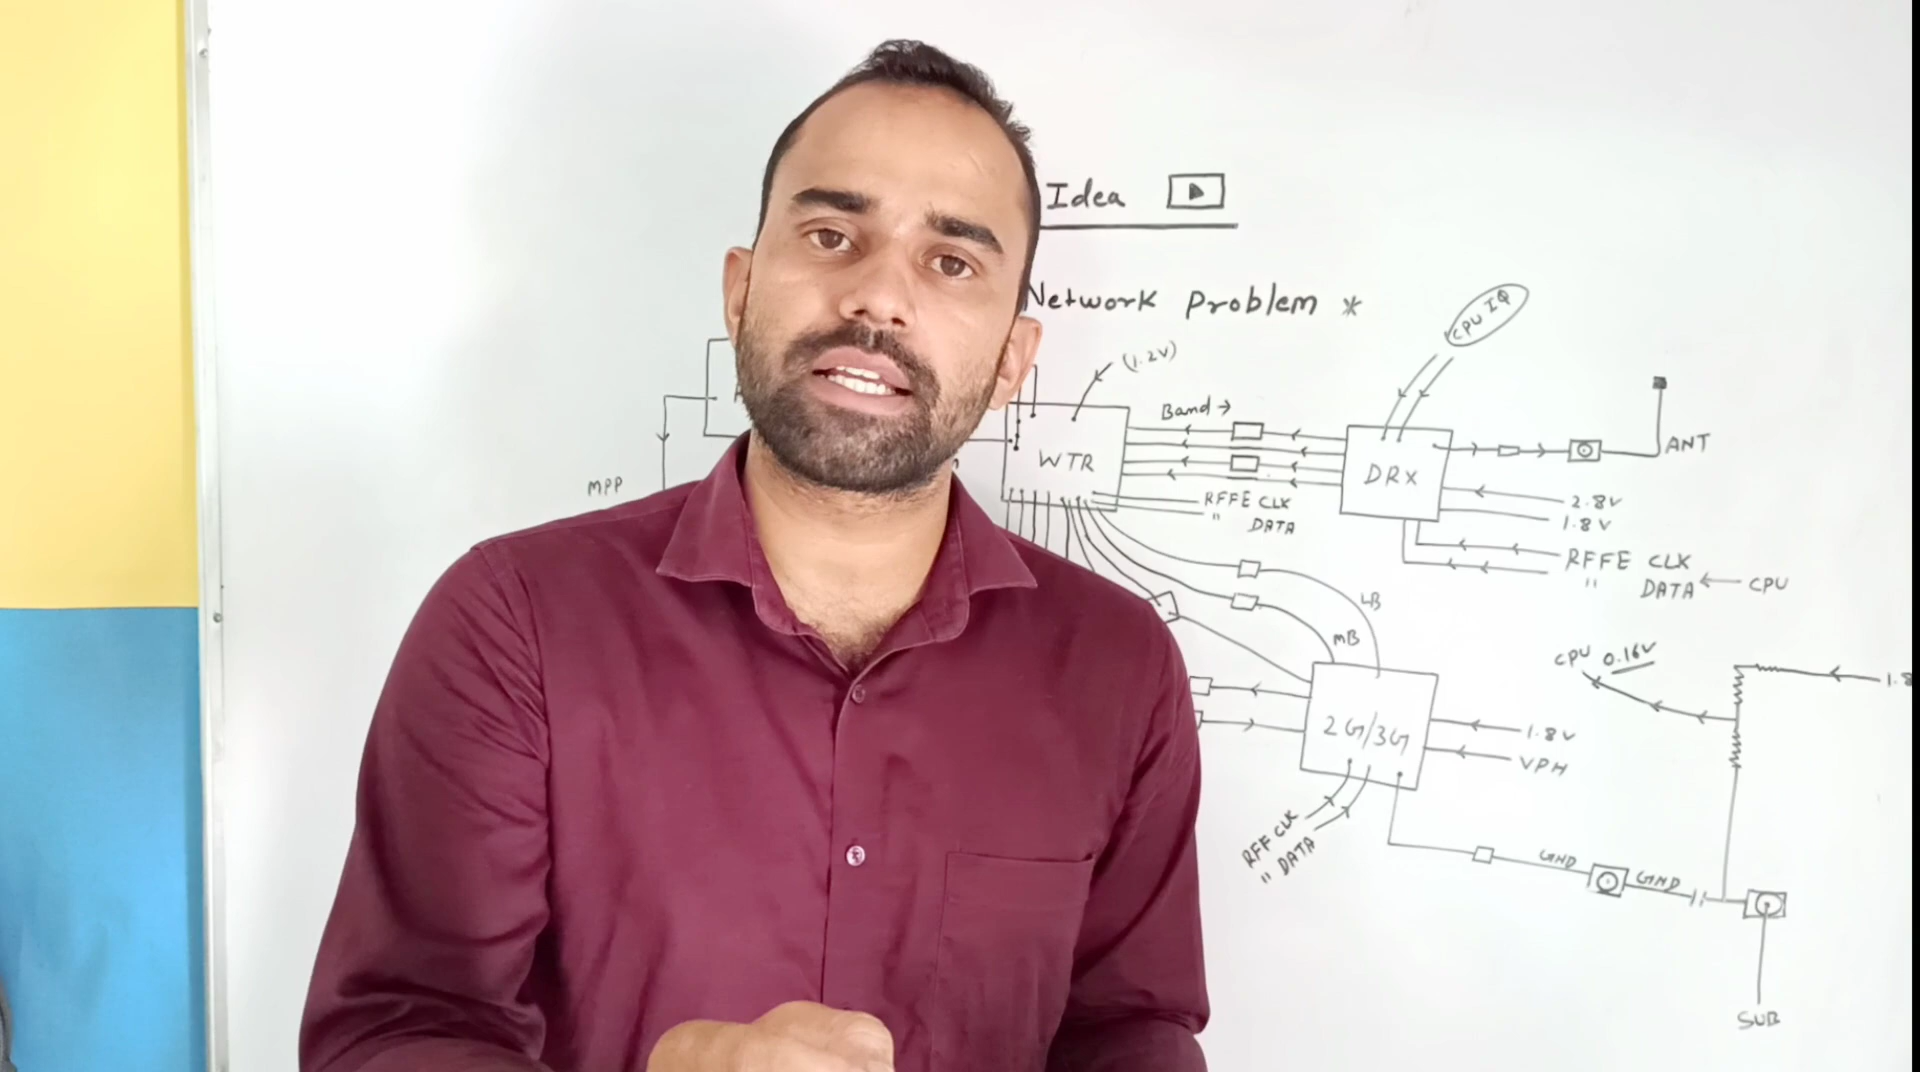 Idea
Network Problem *
CPU IQ
(1.2V)
Band →
ANT
WTR
DRX
MPP
RFFE CLK
" DATA
2.8V
1.8V
RFFE CLK
" DATA ← CPU
LB
MB
CPU 0.16V
1.8
2G/3G
1.8V
VPH
RFF CLK
" DATA
GND
GND
SUB